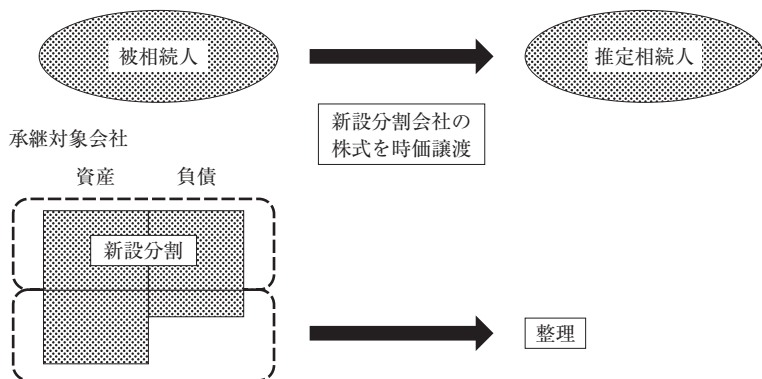 被相続人
推定相続人
新設分割会社の
株式を時価譲渡
承継対象会社
資産
負債
新設分割
整理